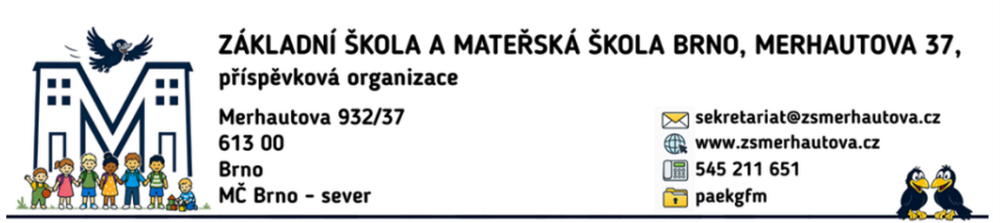 ZÁKLADNÍ ŠKOLA A MATEŘSKÁ ŠKOLA BRNO, MERHAUTOVA 37,
příspěvková organizace
Merhautova 932/37
613 00
Brno
MČ Brno - sever
sekretariat@zsmerhautova.cz
www.zsmerhautova.cz
545 211 651
paekgfm